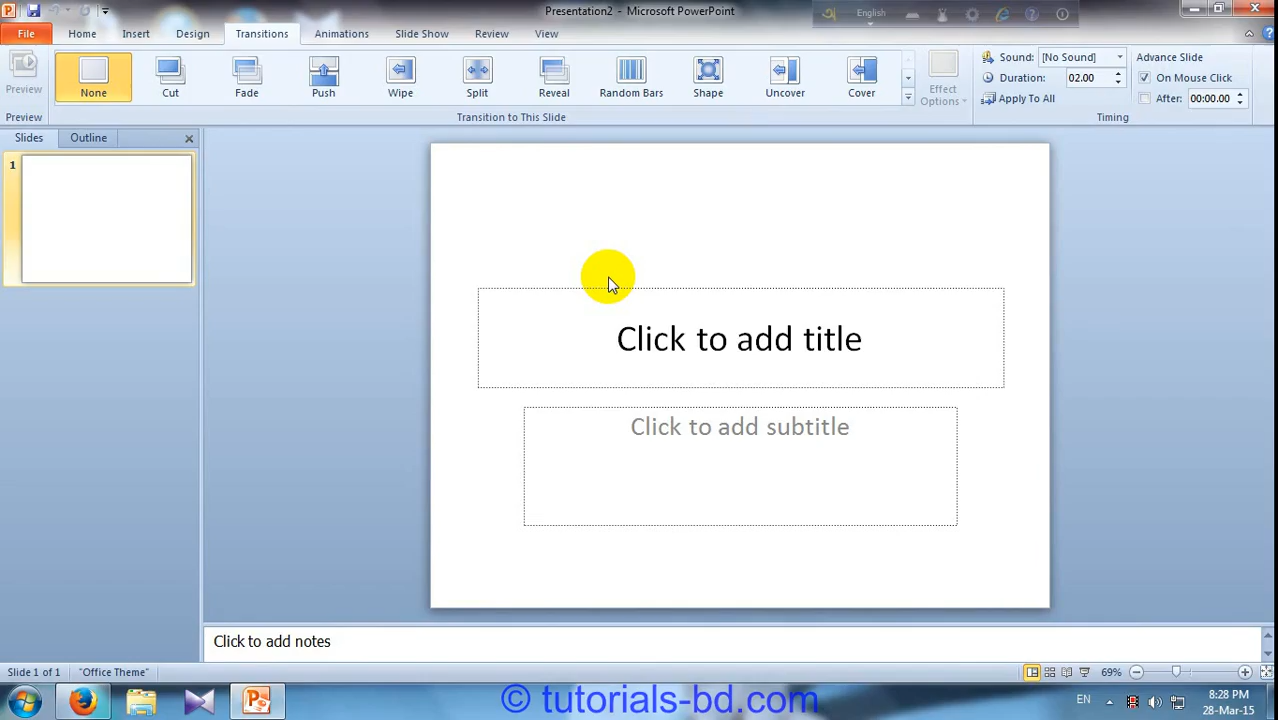 Presentation2 - Microsoft PowerPoint
English
File Home Insert Design Transitions Animations Slide Show Review View
Preview
None Cut Fade Push Wipe Split Reveal Random Bars Shape Uncover Cover
Effect Options
Sound: [No Sound]
Duration: 02.00
Apply To All
Advance Slide
On Mouse Click
After: 00:00.00
Preview Transition to This Slide Timing
Slides Outline
1
Click to add title
Click to add subtitle
Click to add notes
Slide 1 of 1 "Office Theme" 69%
© tutorials-bd.com
EN
8:28 PM
28-Mar-15